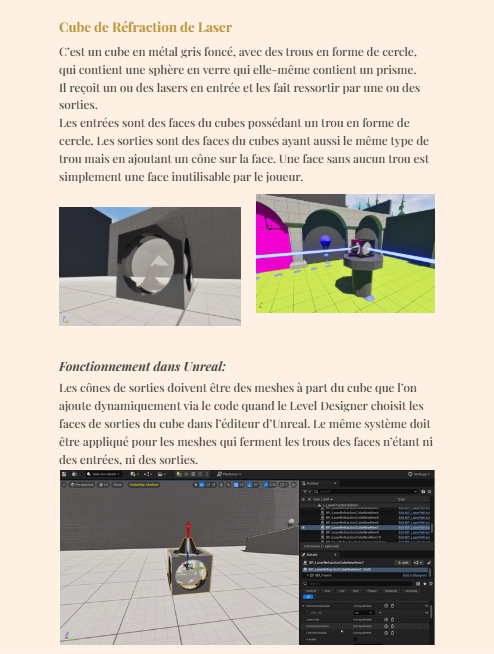 Cube de Réfraction de Laser
C'est un cube en métal gris foncé, avec des trous en forme de cercle,
qui contient une sphère en verre qui elle-même contient un prisme.
Il reçoit un ou des lasers en entrée et les fait ressortir par une ou des
sorties.
Les entrées sont des faces du cubes possédant un trou en forme de
cercle. Les sorties sont des faces du cubes ayant aussi le même type de
trou mais en ajoutant un cône sur la face. Une face sans aucun trou est
simplement une face inutilisable par le joueur.
Fonctionnement dans Unreal:
Les cônes de sorties doivent être des meshes à part du cube que l'on
ajoute dynamiquement via le code quand le Level Designer choisit les
faces de sorties du cube dans l'éditeur d'Unreal. Le même système doit
être appliqué pour les meshes qui ferment les trous des faces n'étant ni
des entrées, ni des sorties.
Selection Mode
Platforms
Settings
Perspective
Details